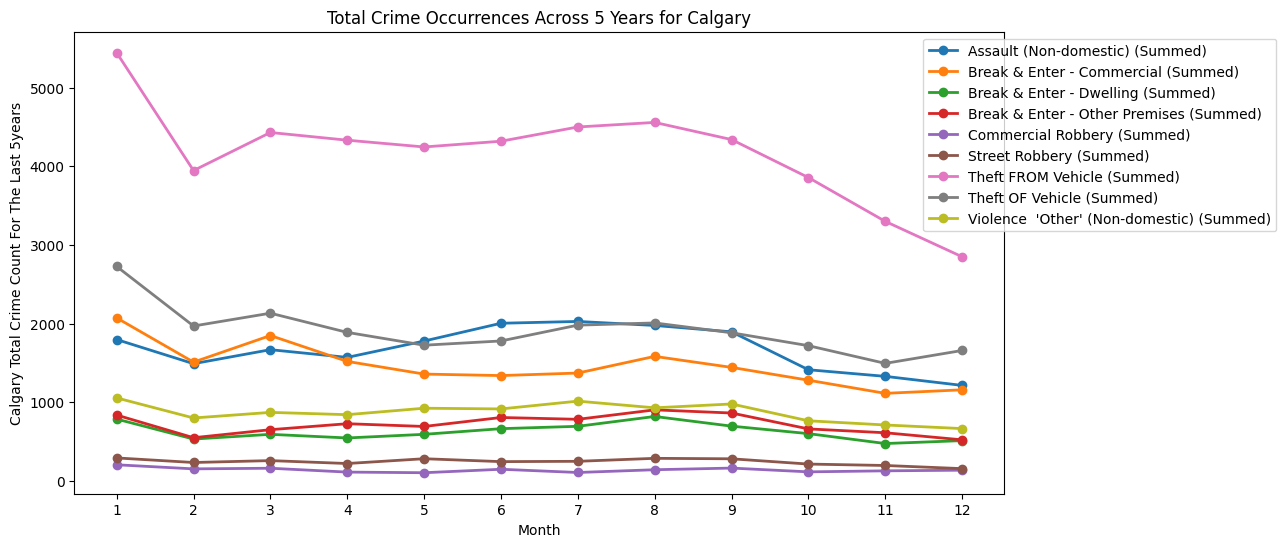 Total Crime Occurrences Across 5 Years for Calgary
Calgary Total Crime Count For The Last 5years
5000
4000
3000
2000
1000
0
1 2 3 4 5 6 7 8 9 10 11 12
Month
Assault (Non-domestic) (Summed)
Break & Enter - Commercial (Summed)
Break & Enter - Dwelling (Summed)
Break & Enter - Other Premises (Summed)
Commercial Robbery (Summed)
Street Robbery (Summed)
Theft FROM Vehicle (Summed)
Theft OF Vehicle (Summed)
Violence  'Other' (Non-domestic) (Summed)